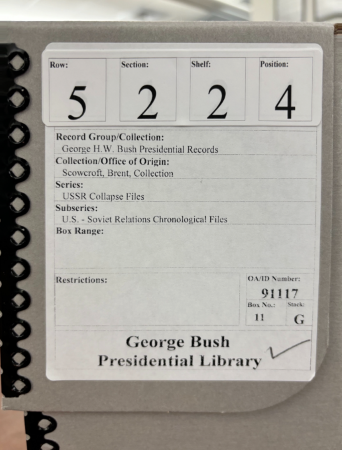 Row: Section: Shelf: Position:
5 2 2 4
Record Group/Collection:
George H.W. Bush Presidential Records
Collection/Office of Origin:
Scowcroft, Brent, Collection
Series:
USSR Collapse Files
Subseries:
U.S. - Soviet Relations Chronological Files
Box Range:
Restrictions:
OA/ID Number:
91117
Box No.: Stack:
11 G
George Bush
Presidential Library